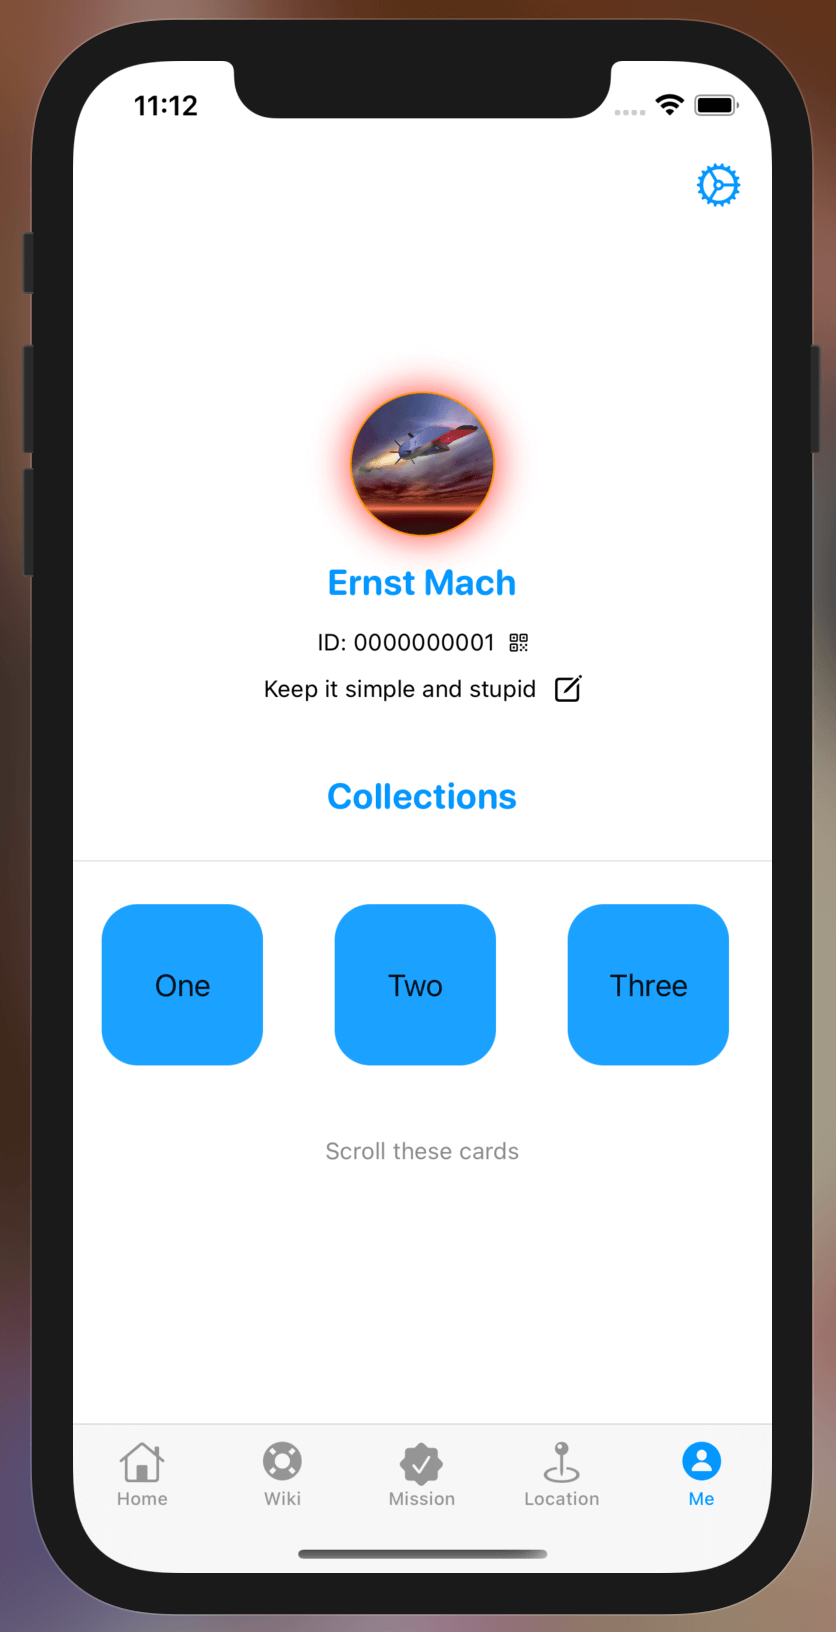 11:12
Ernst Mach
ID: 0000000001
Keep it simple and stupid
Collections
One Two Three
Scroll these cards
Home Wiki Mission Location Me